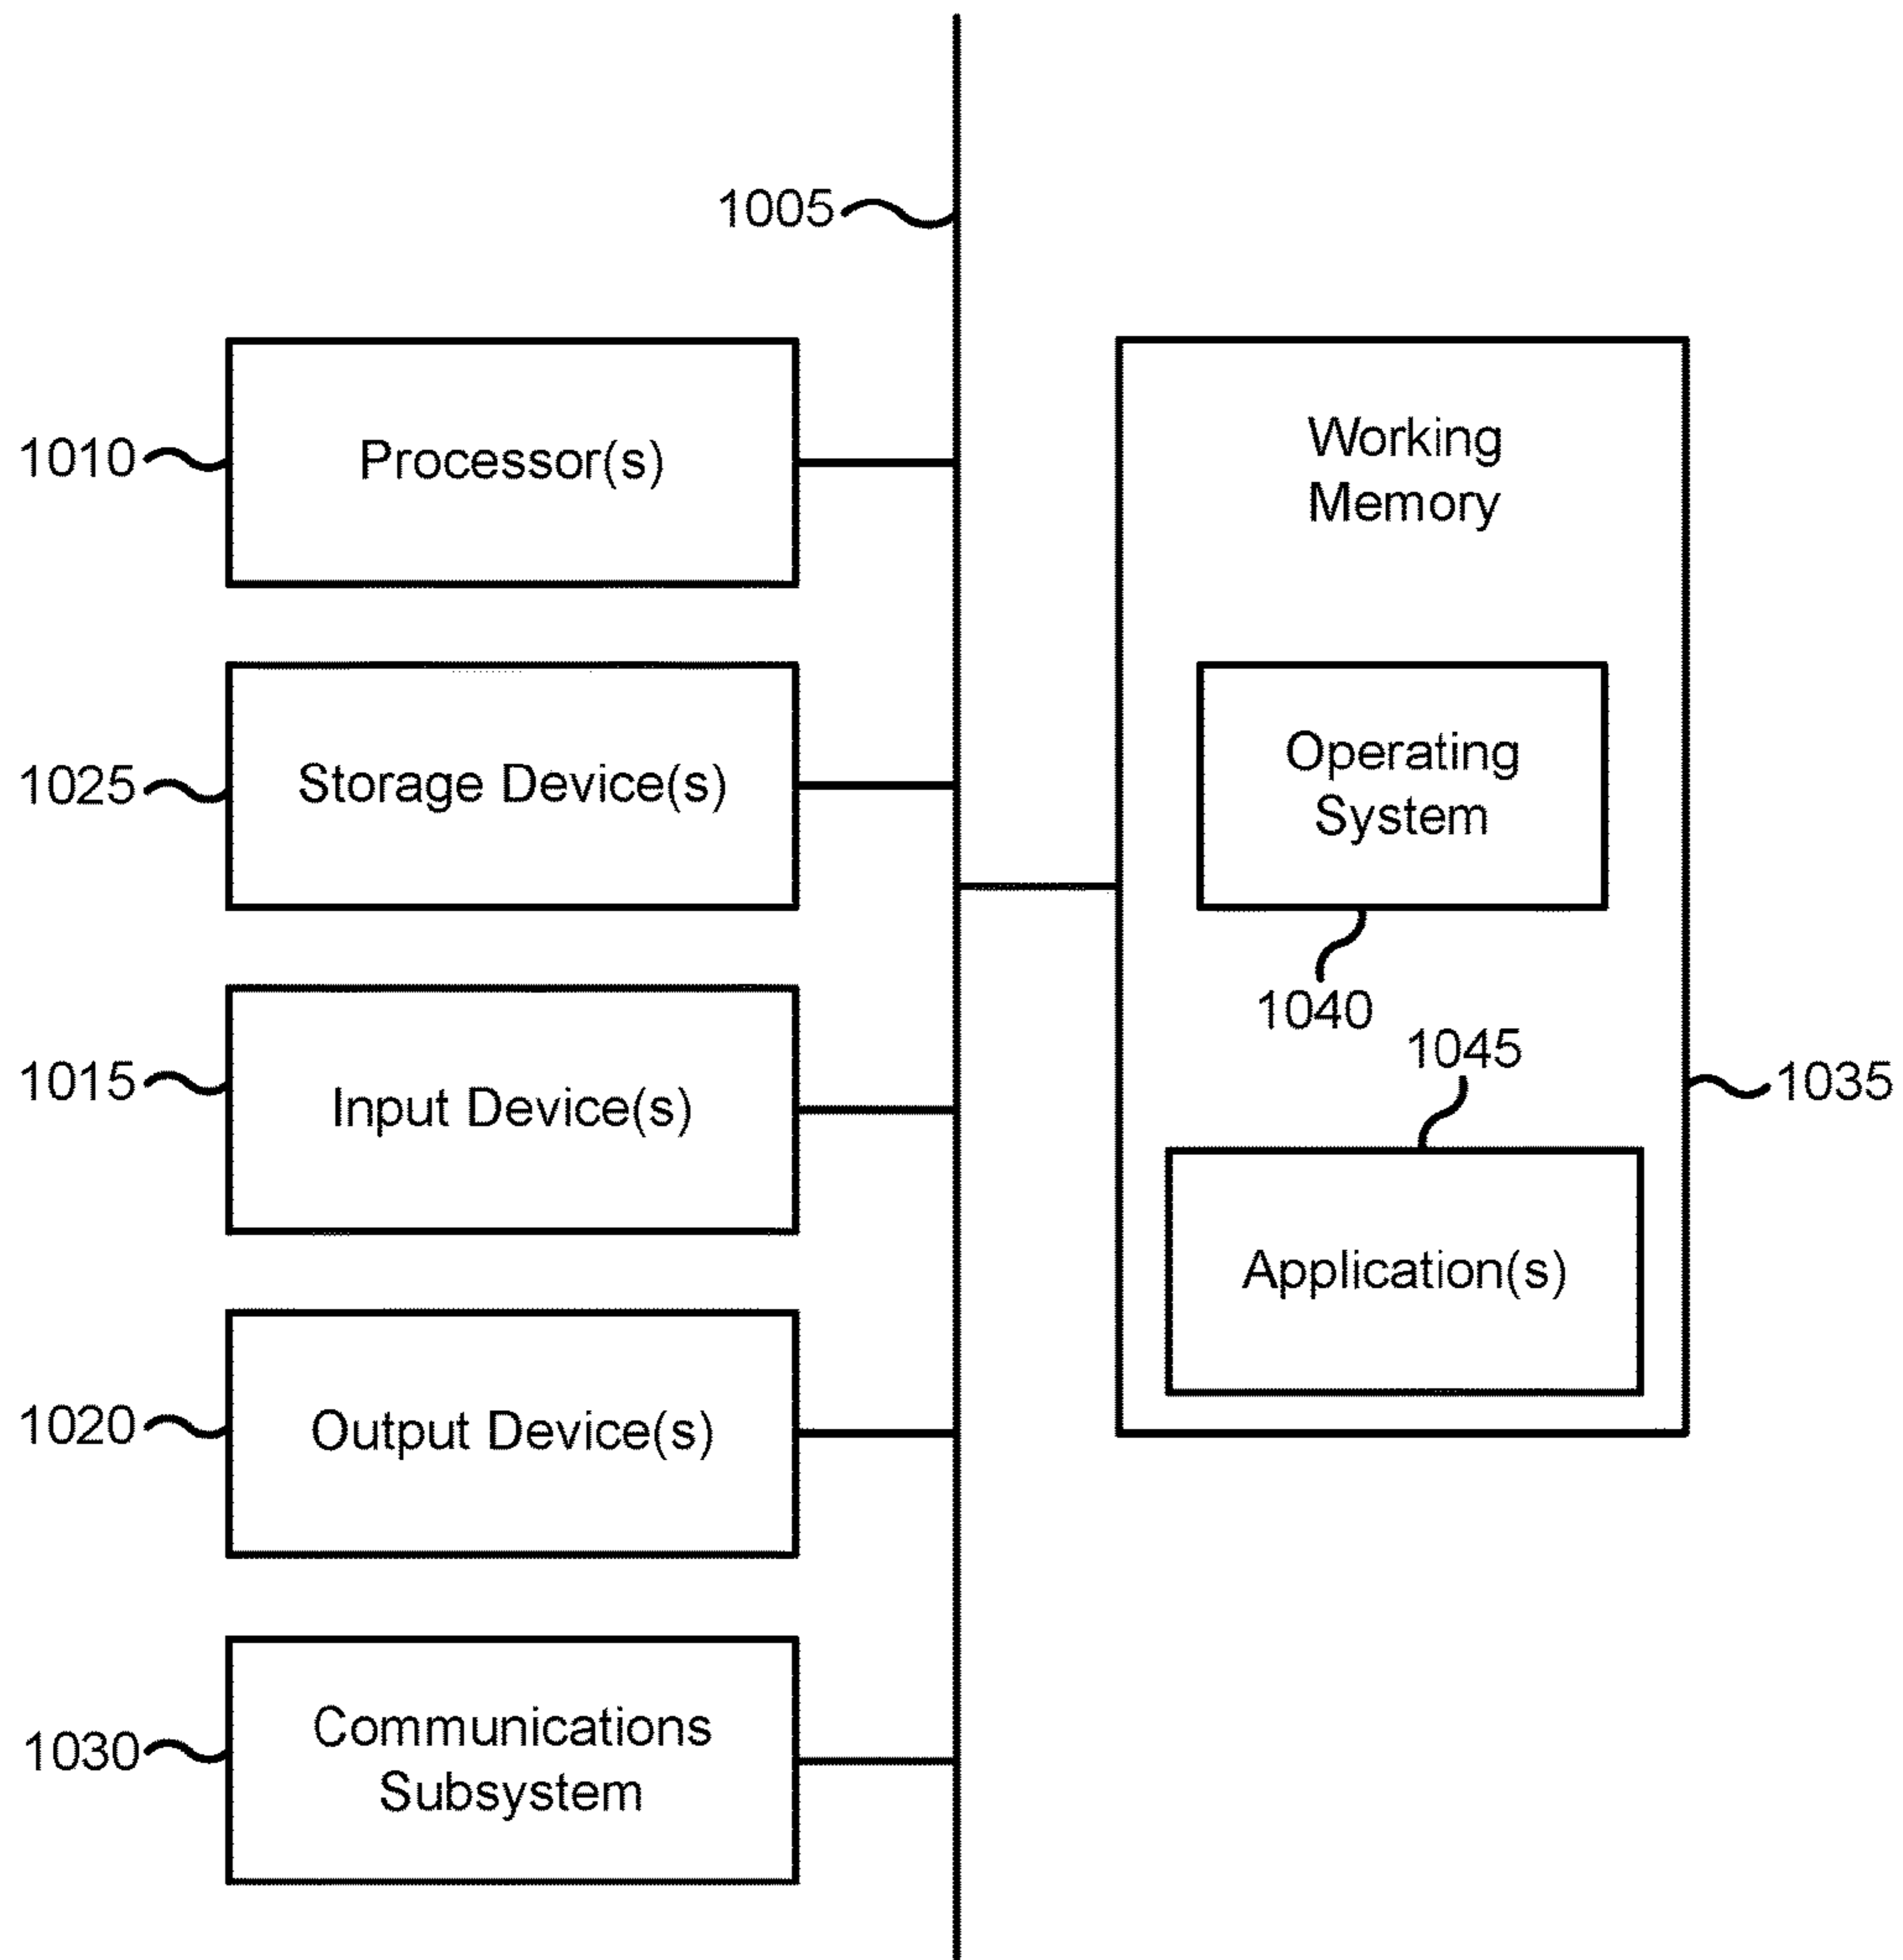 1005
1010
Processor(s)
1025
Storage Device(s)
1015
Input Device(s)
1020
Output Device(s)
1030
Communications
Subsystem
Working
Memory
Operating
System
1040
1045
Application(s)
1035